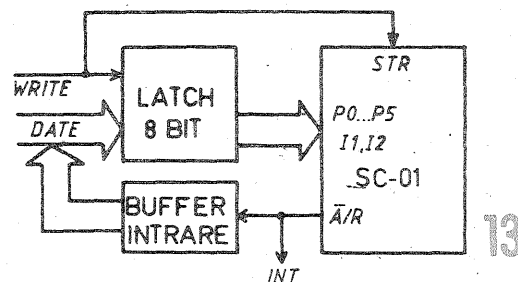 WRITE
DATE
LATCH
8 BIT
STR
P0...P5
I1,I2
SC-01
BUFFER
INTRARE
Ā/R
INT
13